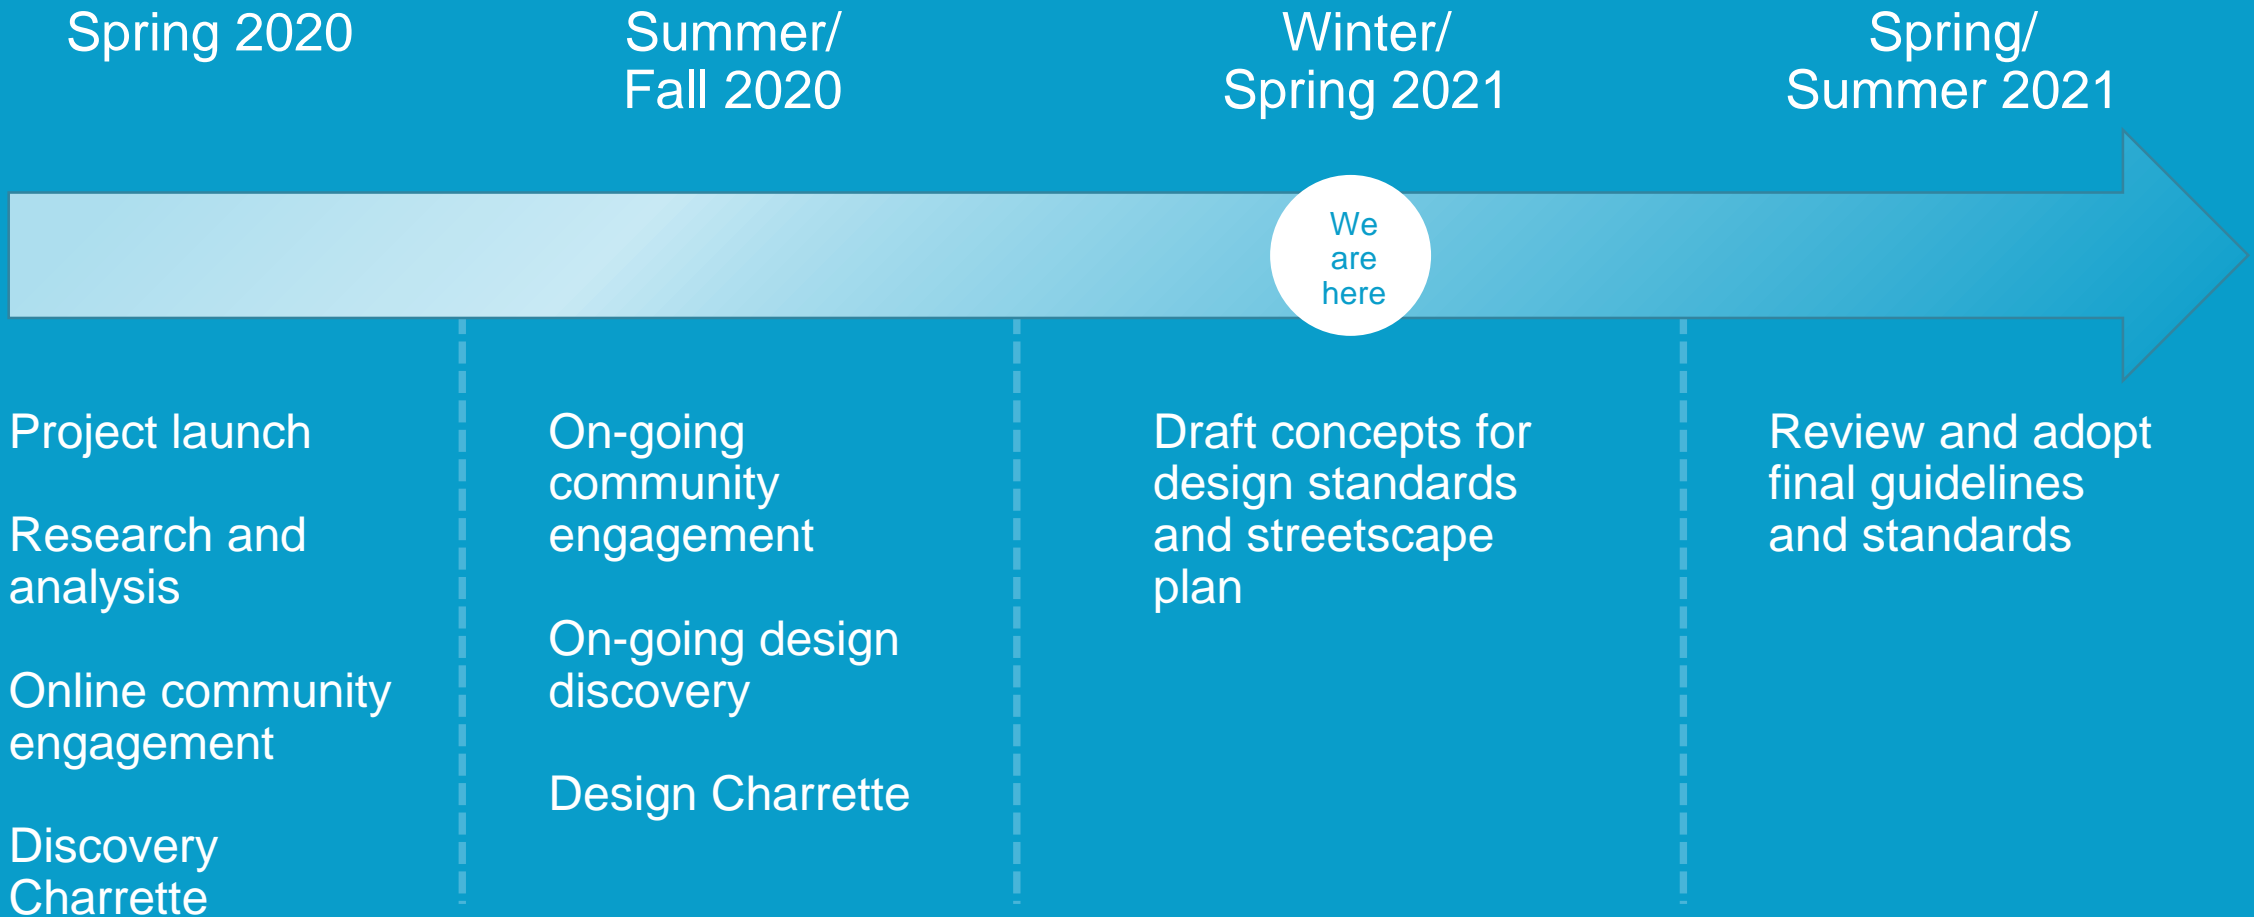 Spring 2020
Summer/
Fall 2020
Winter/
Spring 2021
Spring/
Summer 2021
We
are
here
Project launch
Research and
analysis
Online community
engagement
Discovery
Charrette
On-going
community
engagement
On-going design
discovery
Design Charrette
Draft concepts for
design standards
and streetscape
plan
Review and adopt
final guidelines
and standards